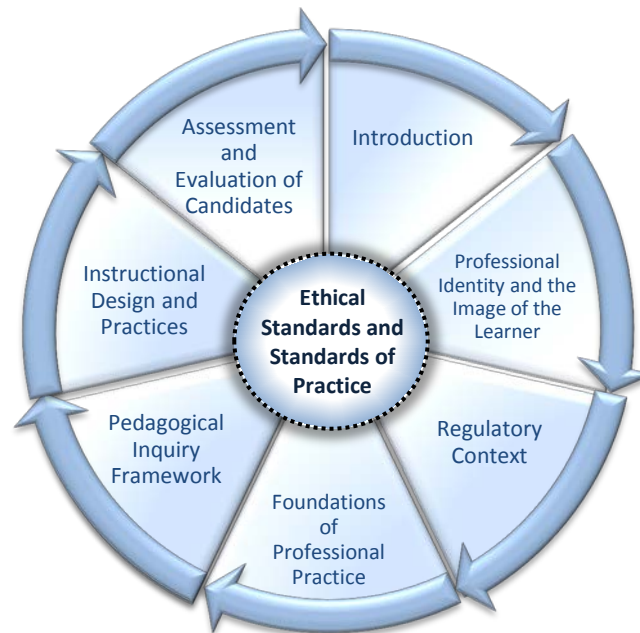 Introduction
Professional
Identity and the
Image of the
Learner
Regulatory
Context
Foundations
of
Professional
Practice
Pedagogical
Inquiry
Framework
Instructional
Design and
Practices
Assessment
and
Evaluation of
Candidates
Ethical
Standards and
Standards of
Practice